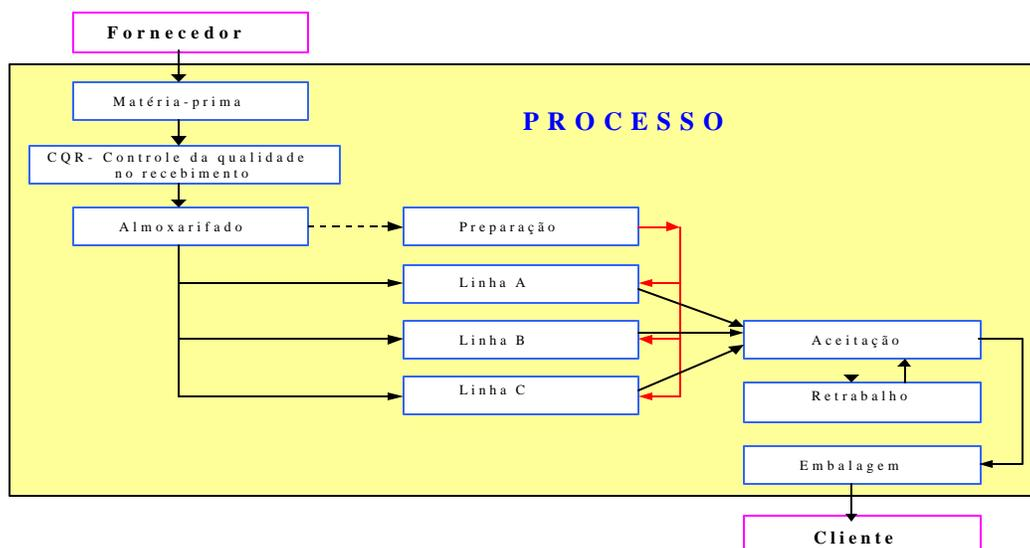 Fornecedor
Matéria-prima
PROCESSO
CQR- Controle da qualidade
no recebimento
Almoxarifado
Preparação
Linha A
Linha B
Aceitação
Linha C
Retrabalho
Embalagem
Cliente